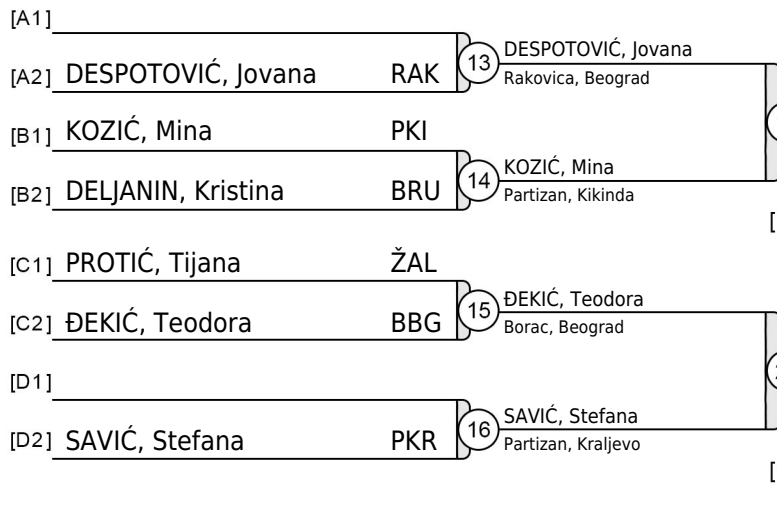 [A1]
[A2] DESPOTOVIĆ, Jovana RAK
13
DESPOTOVIĆ, Jovana
Rakovica, Beograd
[B1] KOZIĆ, Mina PKI
[B2] DELJANIN, Kristina BRU
14
KOZIĆ, Mina
Partizan, Kikinda
[
[C1] PROTIĆ, Tijana ŽAL
[C2] ĐEKIĆ, Teodora BBG
15
ĐEKIĆ, Teodora
Borac, Beograd
[D1]
[D2] SAVIĆ, Stefana PKR
16
SAVIĆ, Stefana
Partizan, Kraljevo
[